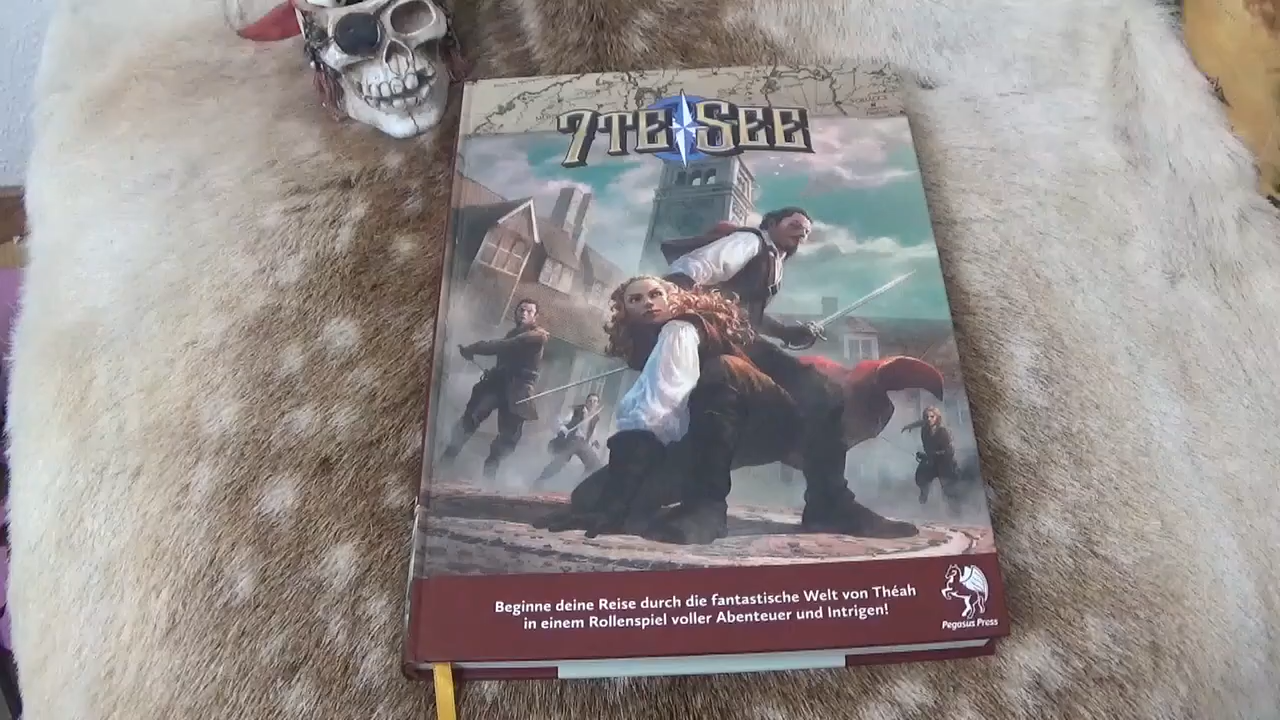 7TE SEE
Beginne deine Reise durch die fantastische Welt von Théah
in einem Rollenspiel voller Abenteuer und Intrigen!
Pegasus Press